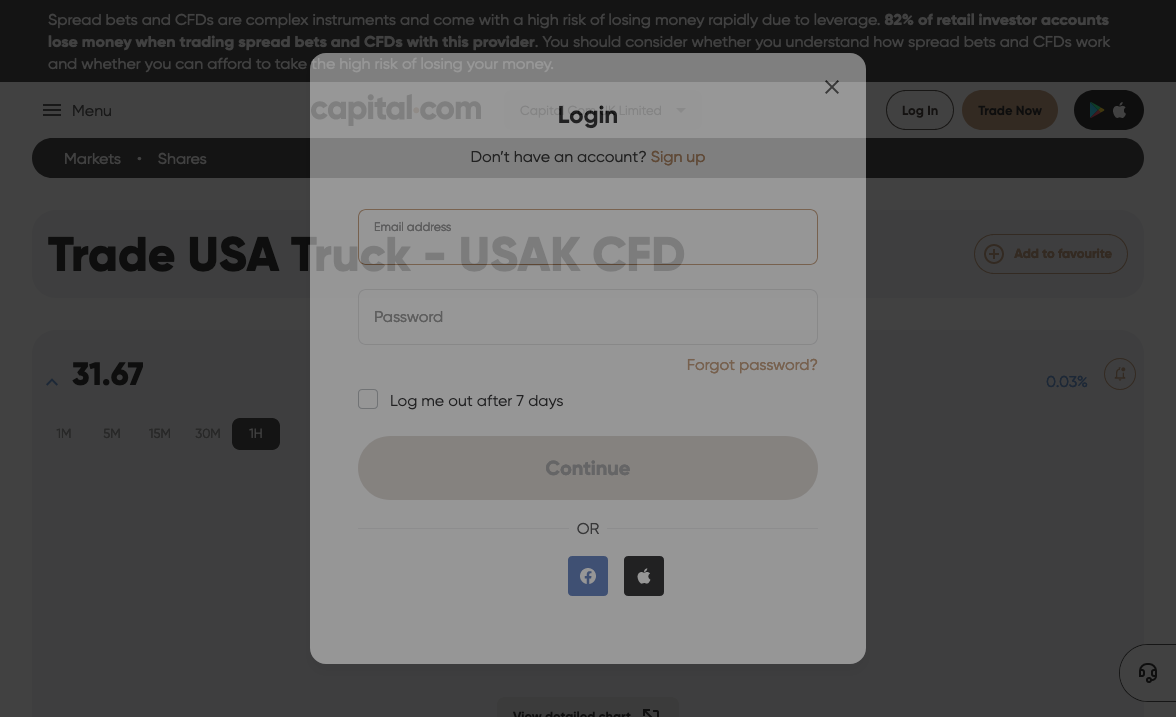 Spread bets and CFDs are complex instruments and come with a high risk of losing money rapidly due to leverage. 82% of retail investor accounts
lose money when trading spread bets and CFDs with this provider. You should consider whether you understand how spread bets and CFDs work
and whether you can afford to take the high risk of losing your money.
Menu
capital.com
Limited
Log In
Trade Now
Login
Markets
Shares
Don't have an account? Sign up
Email address
Trade USA Truck - USAK CFD
Add to favourite
Password
Forgot password?
31.67
0.03%
Log me out after 7 days
1M 5M 15M 30M 1H
Continue
OR
View detailed chart